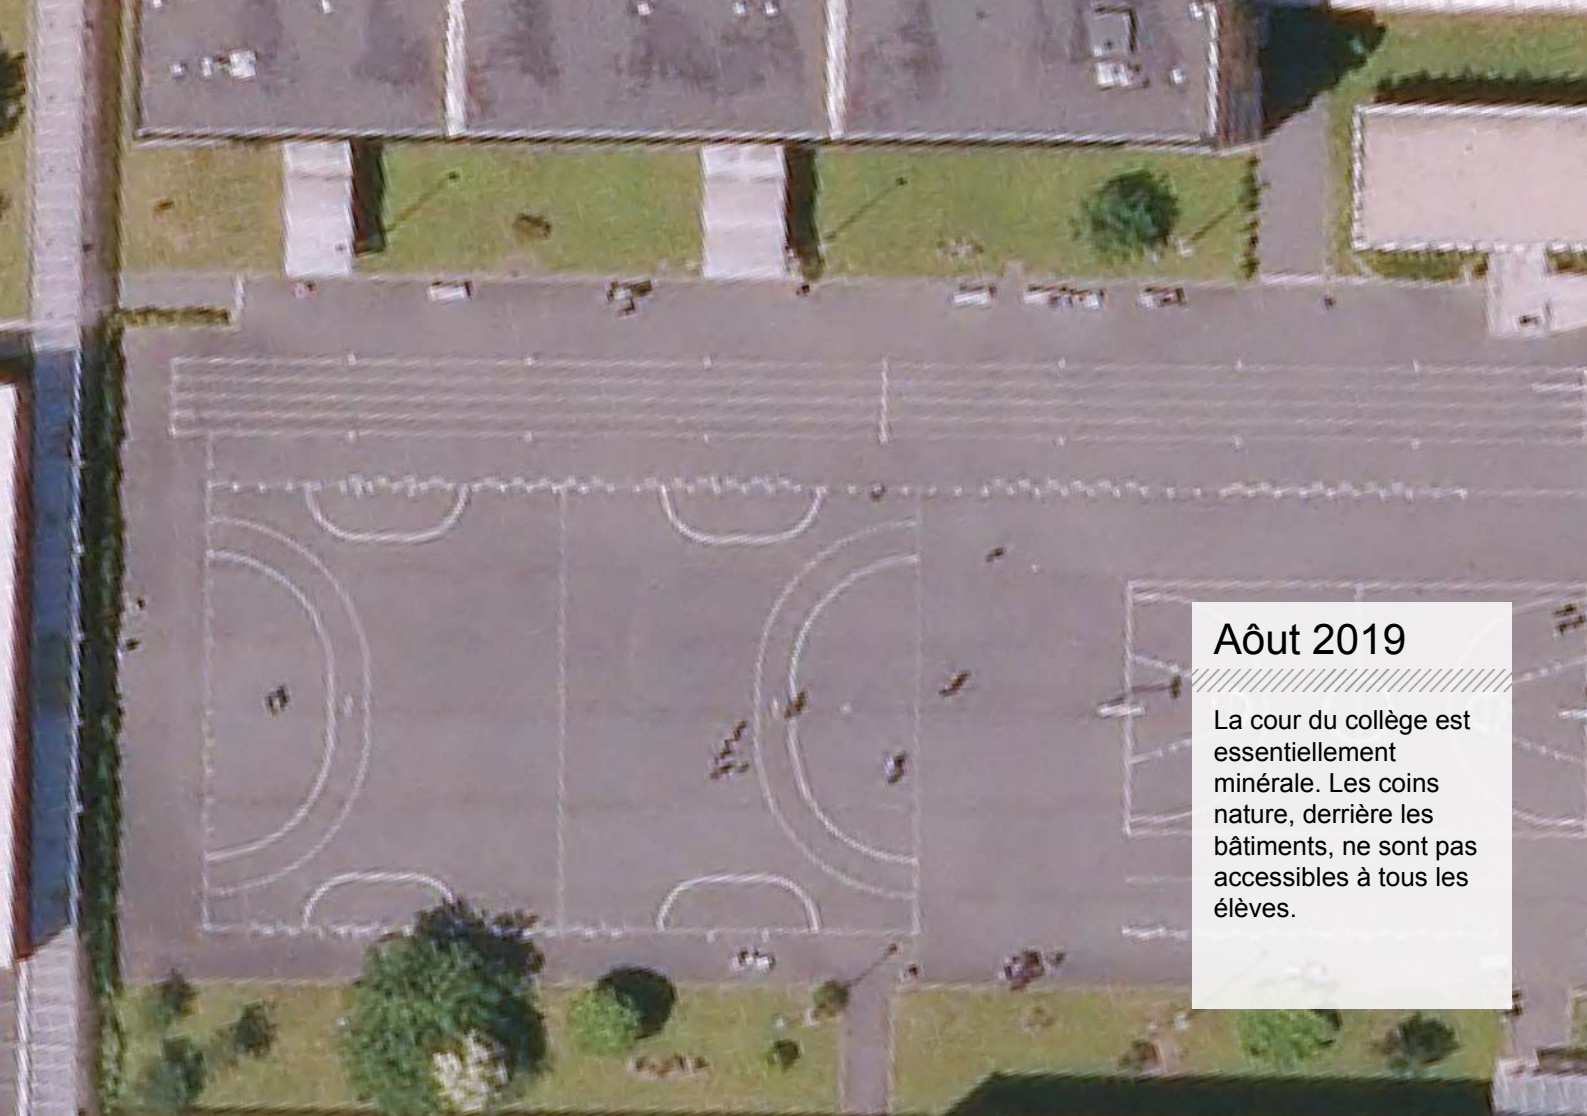 Aôut 2019
La cour du collège est
essentiellement
minérale. Les coins
nature, derrière les
bâtiments, ne sont pas
accessibles à tous les
élèves.